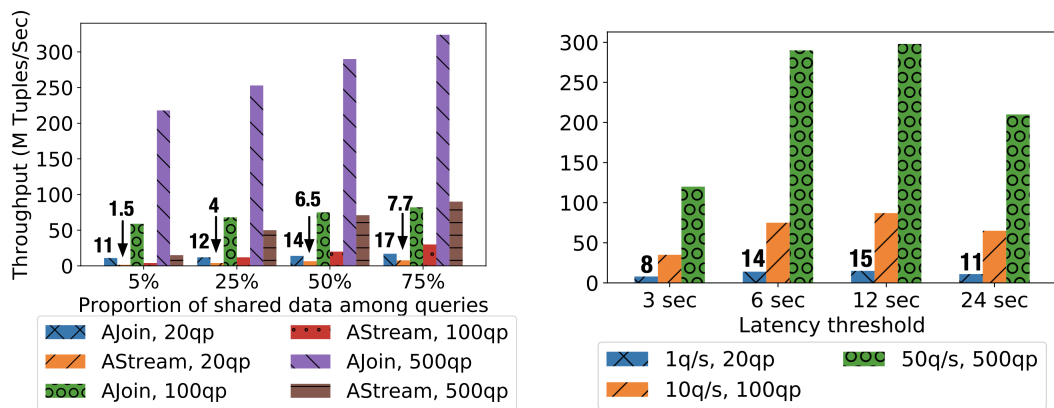 Throughput (M Tuples/Sec)
300
250
200
150
100
50
0
11
1.5
12
4
14
6.5
17
7.7
5%
25%
50%
75%
Proportion of shared data among queries
AJoin, 20qp
AStream, 20qp
AJoin, 100qp
AStream, 100qp
AJoin, 500qp
AStream, 500qp
300
250
200
150
100
50
0
8
14
15
11
3 sec
6 sec
12 sec
24 sec
Latency threshold
1q/s, 20qp
10q/s, 100qp
50q/s, 500qp